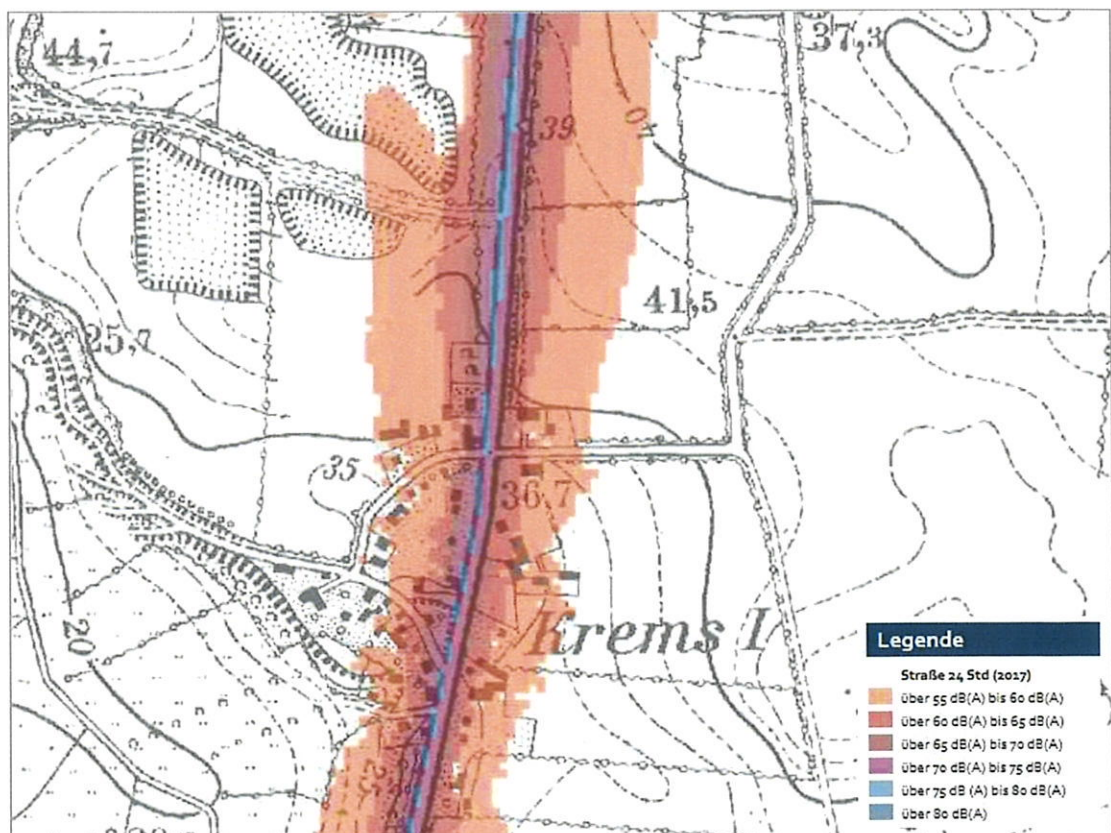 44,7
37,3
39
40
41,5
25,7
35
36,7
20
Krems I
Legende
Straße 24 Std (2017)
über 55 dB(A) bis 60 dB(A)
über 60 dB(A) bis 65 dB(A)
über 65 dB(A) bis 70 dB(A)
über 70 dB(A) bis 75 dB(A)
über 75 dB (A) bis 80 dB(A)
über 80 dB(A)